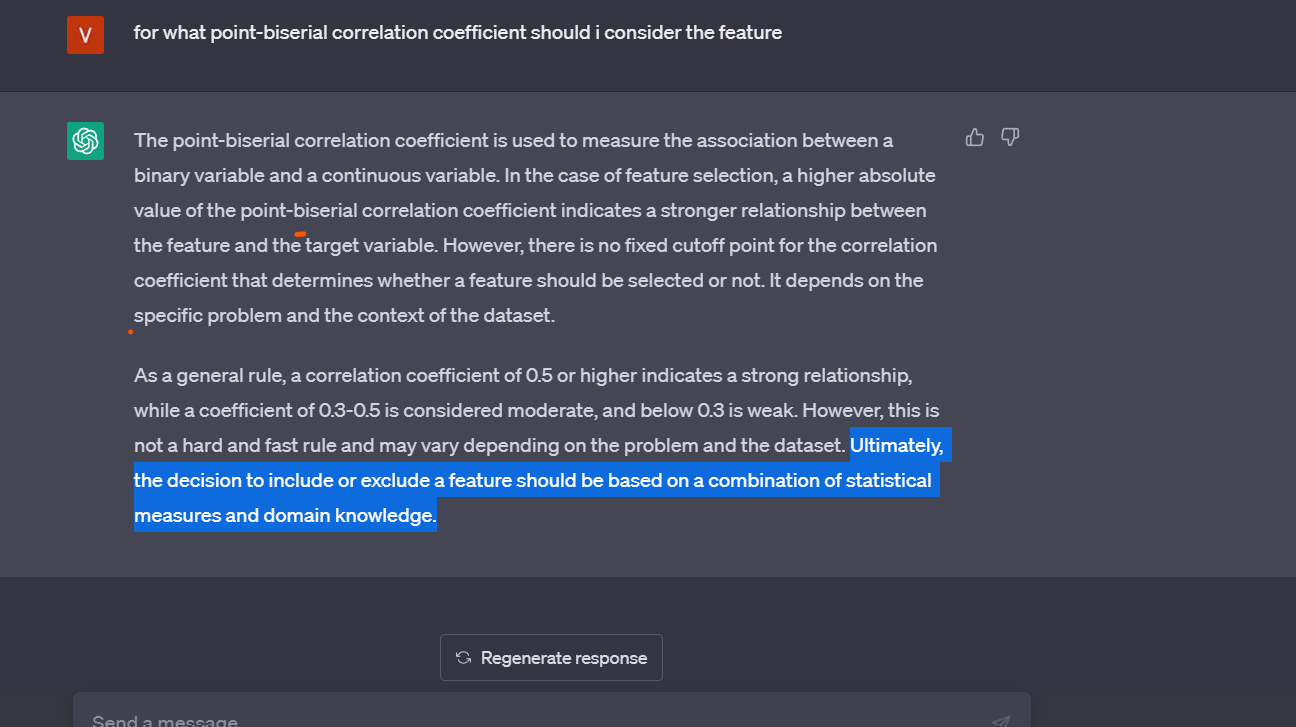 V
for what point-biserial correlation coefficient should i consider the feature
The point-biserial correlation coefficient is used to measure the association between a
binary variable and a continuous variable. In the case of feature selection, a higher absolute
value of the point-biserial correlation coefficient indicates a stronger relationship between
the feature and the target variable. However, there is no fixed cutoff point for the correlation
coefficient that determines whether a feature should be selected or not. It depends on the
specific problem and the context of the dataset.
As a general rule, a correlation coefficient of 0.5 or higher indicates a strong relationship,
while a coefficient of 0.3-0.5 is considered moderate, and below 0.3 is weak. However, this is
not a hard and fast rule and may vary depending on the problem and the dataset. Ultimately,
the decision to include or exclude a feature should be based on a combination of statistical
measures and domain knowledge.
Regenerate response
Send a message